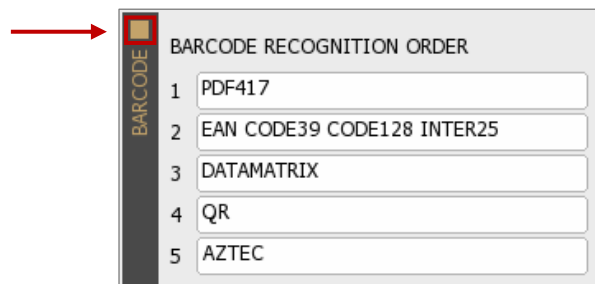 BARCODE
BARCODE RECOGNITION ORDER
1 PDF417
2 EAN CODE39 CODE128 INTER25
3 DATAMATRIX
4 QR
5 AZTEC